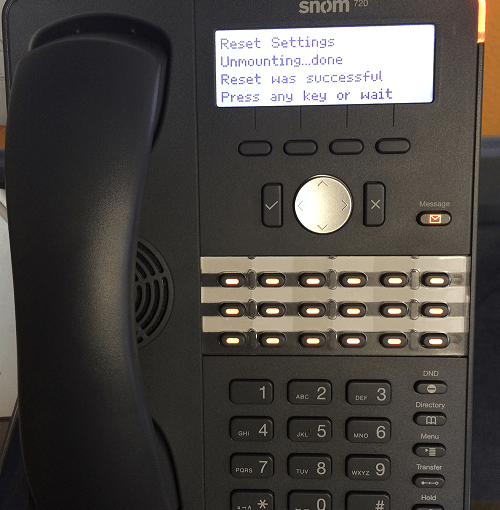 snom 720
Reset Settings
Unmounting...done
Reset was successful
Press any key or wait
Message
DND
1
ABC 2
DEF 3
Directory
GHI 4
JKL 5
MNO 6
Menu
PQRS 7
TUV 8
WXYZ 9
Transfer
Hold
*
0
#